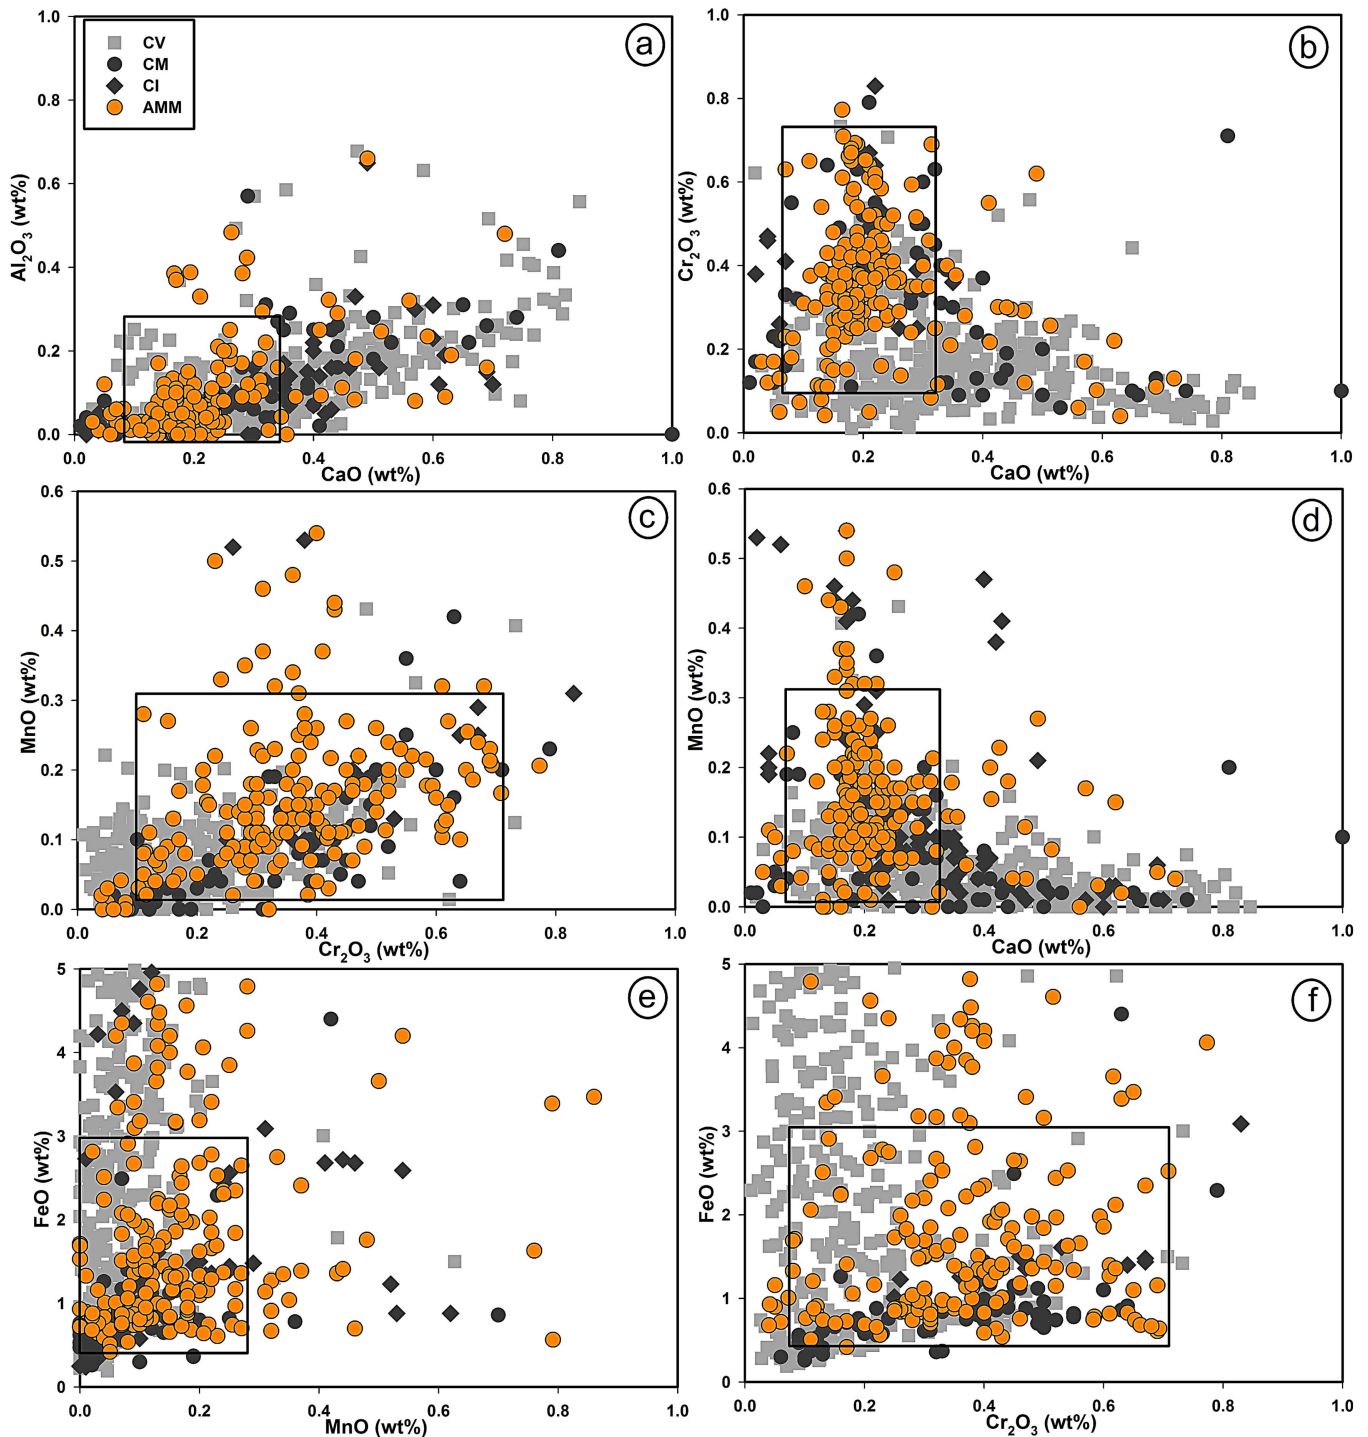 1.0
0.8
0.6
0.4
0.2
0.0
Al₂O₃ (wt%)
CV
CM
CI
AMM
a
0.0 0.2 0.4 0.6 0.8 1.0
CaO (wt%)
1.0
0.8
0.6
0.4
0.2
0.0
Cr₂O₃ (wt%)
b
0.0 0.2 0.4 0.6 0.8 1.0
CaO (wt%)
0.6
0.5
0.4
0.3
0.2
0.1
0.0
MnO (wt%)
c
0.0 0.2 0.4 0.6 0.8 1.0
Cr₂O₃ (wt%)
0.6
0.5
0.4
0.3
0.2
0.1
0.0
MnO (wt%)
d
0.0 0.2 0.4 0.6 0.8 1.0
CaO (wt%)
5
4
3
2
1
0
FeO (wt%)
e
0.0 0.2 0.4 0.6 0.8 1.0
MnO (wt%)
5
4
3
2
1
0
FeO (wt%)
f
0.0 0.2 0.4 0.6 0.8 1.0
Cr₂O₃ (wt%)